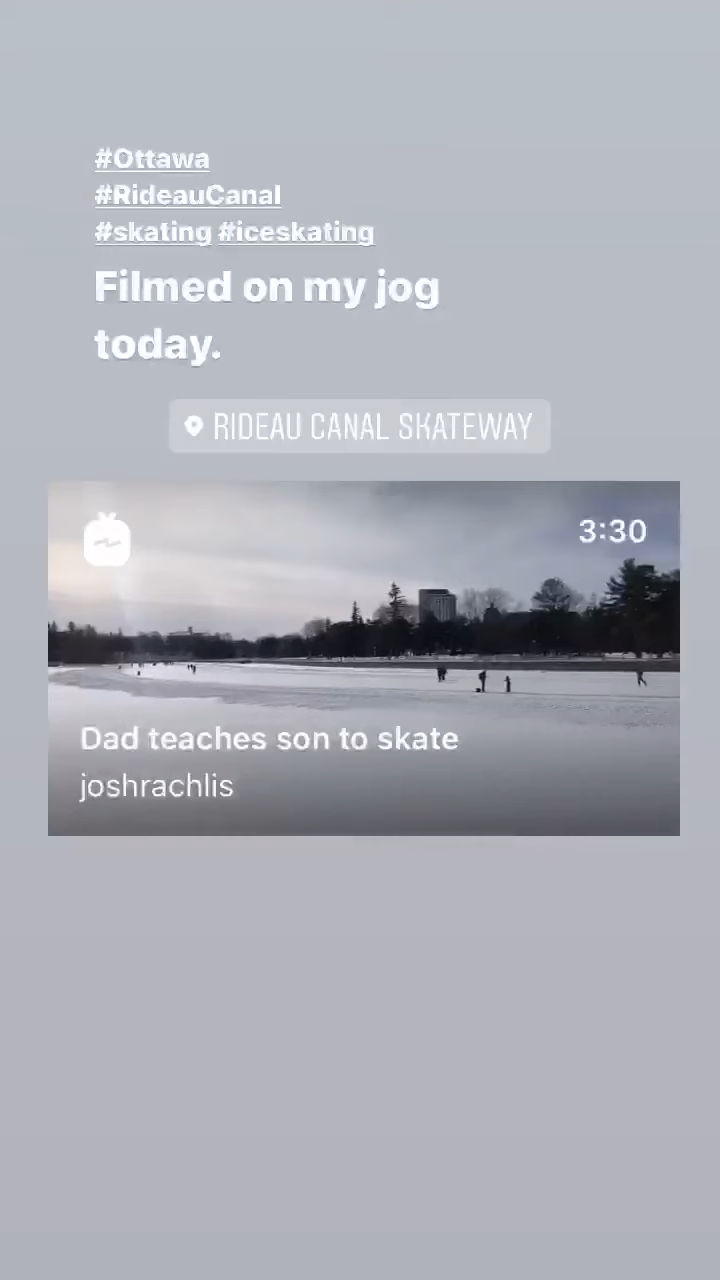 #Ottawa
#RideauCanal
#skating #iceskating
Filmed on my jog
today.
RIDEAU CANAL SKATEWAY
3:30
Dad teaches son to skate
joshrachlis